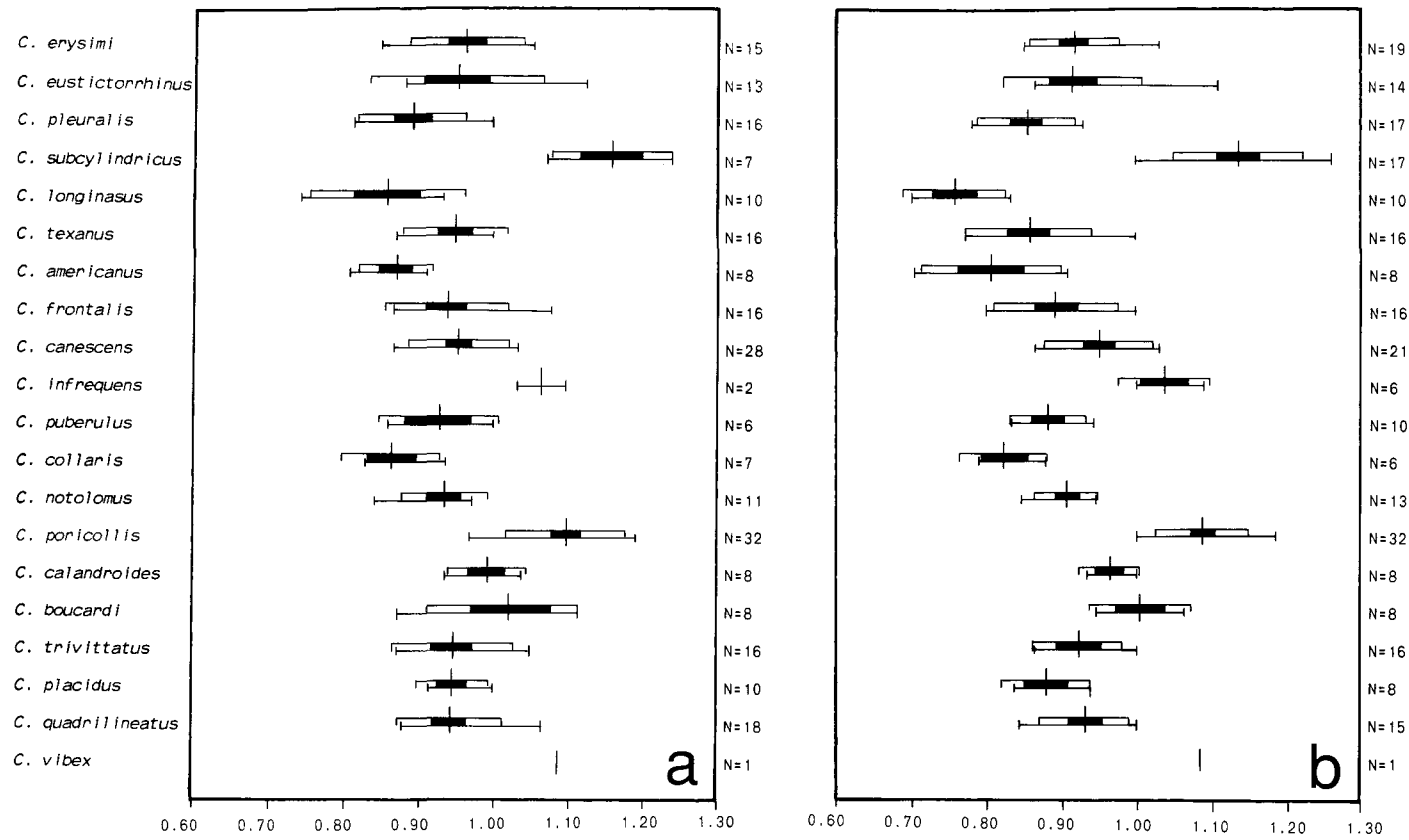 C. erysimi N=15 N=19
C. eustictorrhinus N=13 N=14
C. pleuralis N=16 N=17
C. subcylindricus N=7 N=17
C. longinasus N=10 N=10
C. texanus N=16 N=16
C. americanus N=8 N=8
C. frontalis N=16 N=16
C. canescens N=28 N=21
C. infrequens N=2 N=6
C. puberulus N=6 N=10
C. collaris N=7 N=6
C. notolomus N=11 N=13
C. poricollis N=32 N=32
C. calandroides N=8 N=8
C. boucardi N=8 N=8
C. trivittatus N=16 N=16
C. placidus N=10 N=8
C. quadrilineatus N=18 N=15
C. vibex a N=1 b N=1
0.60 0.70 0.80 0.90 1.00 1.10 1.20 1.30 0.60 0.70 0.80 0.90 1.00 1.10 1.20 1.30